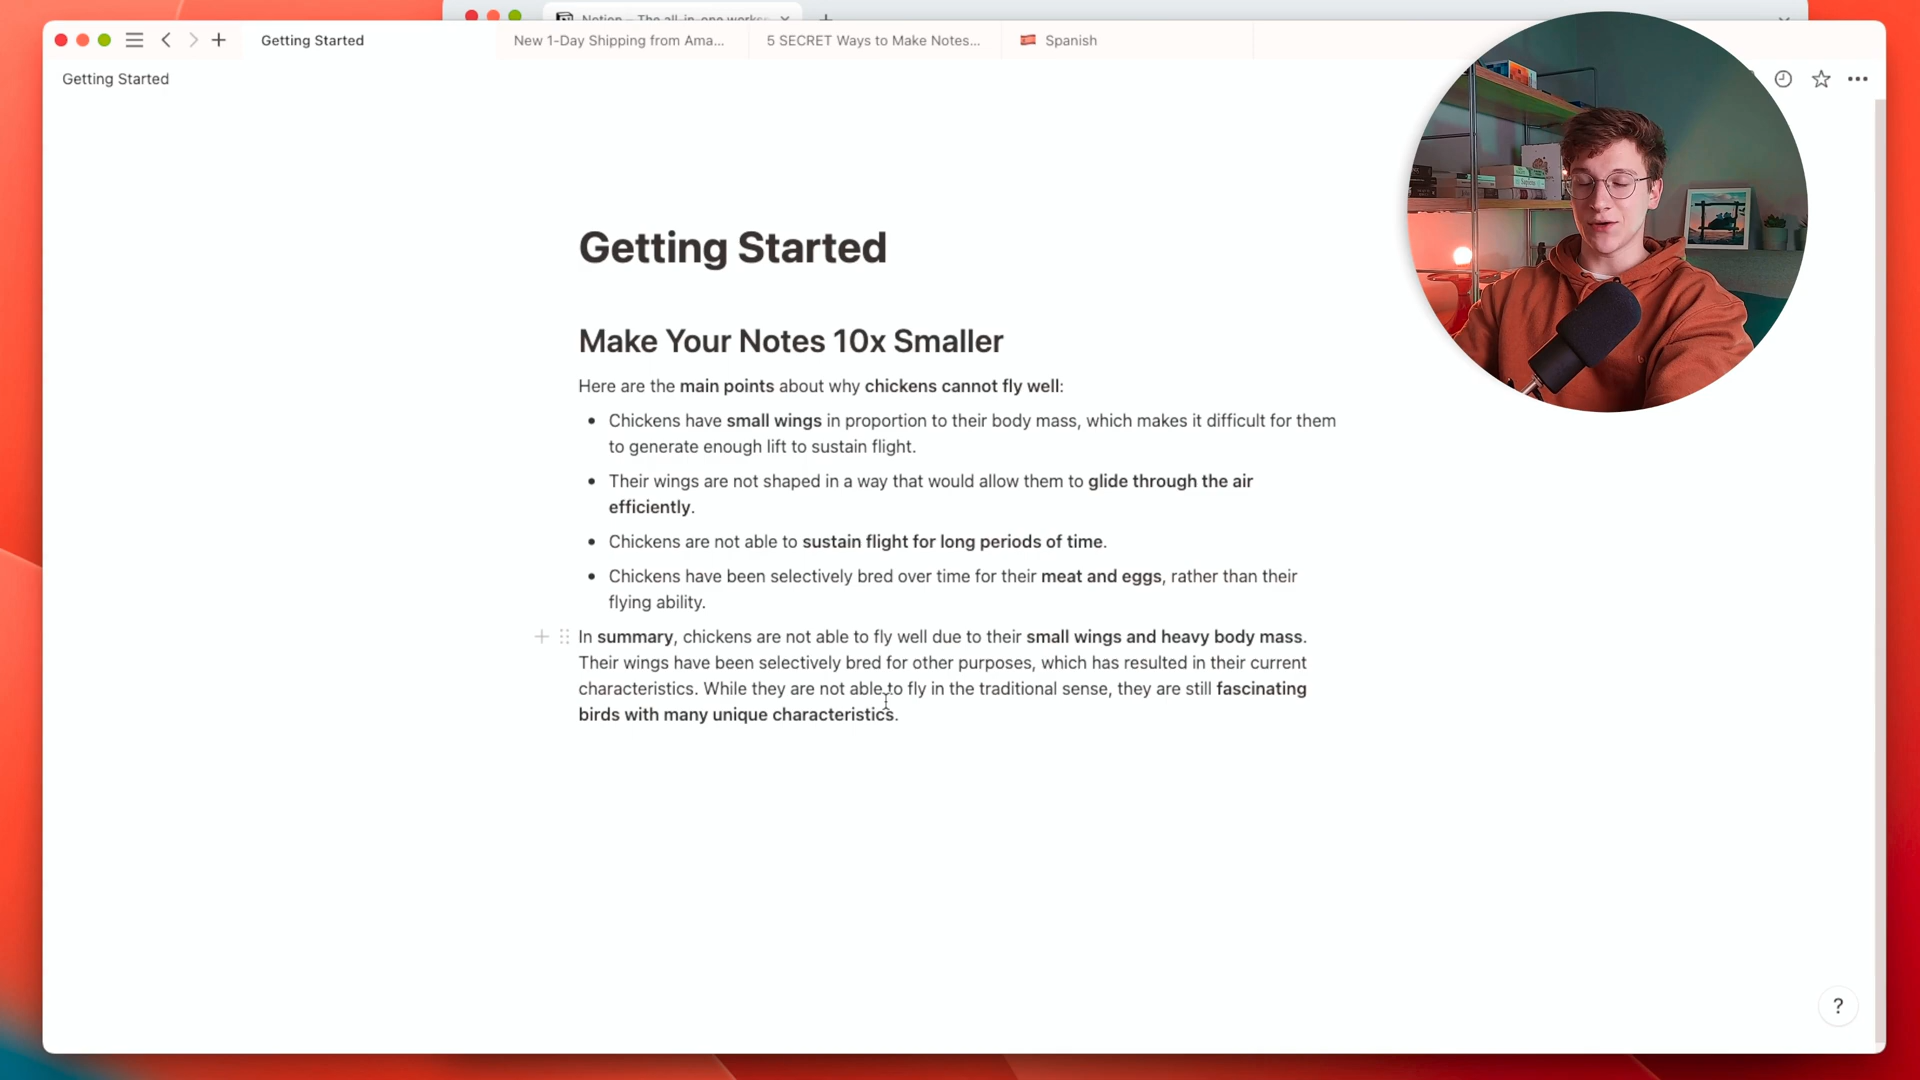 Notion – The all-in-one works
Getting Started
New 1-Day Shipping from Ama...
5 SECRET Ways to Make Notes...
Spanish
Getting Started
Getting Started
Make Your Notes 10x Smaller
Here are the main points about why chickens cannot fly well:
• Chickens have small wings in proportion to their body mass, which makes it difficult for them
to generate enough lift to sustain flight.
• Their wings are not shaped in a way that would allow them to glide through the air
efficiently.
• Chickens are not able to sustain flight for long periods of time.
• Chickens have been selectively bred over time for their meat and eggs, rather than their
flying ability.
In summary, chickens are not able to fly well due to their small wings and heavy body mass.
Their wings have been selectively bred for other purposes, which has resulted in their current
characteristics. While they are not able to fly in the traditional sense, they are still fascinating
birds with many unique characteristics.
?